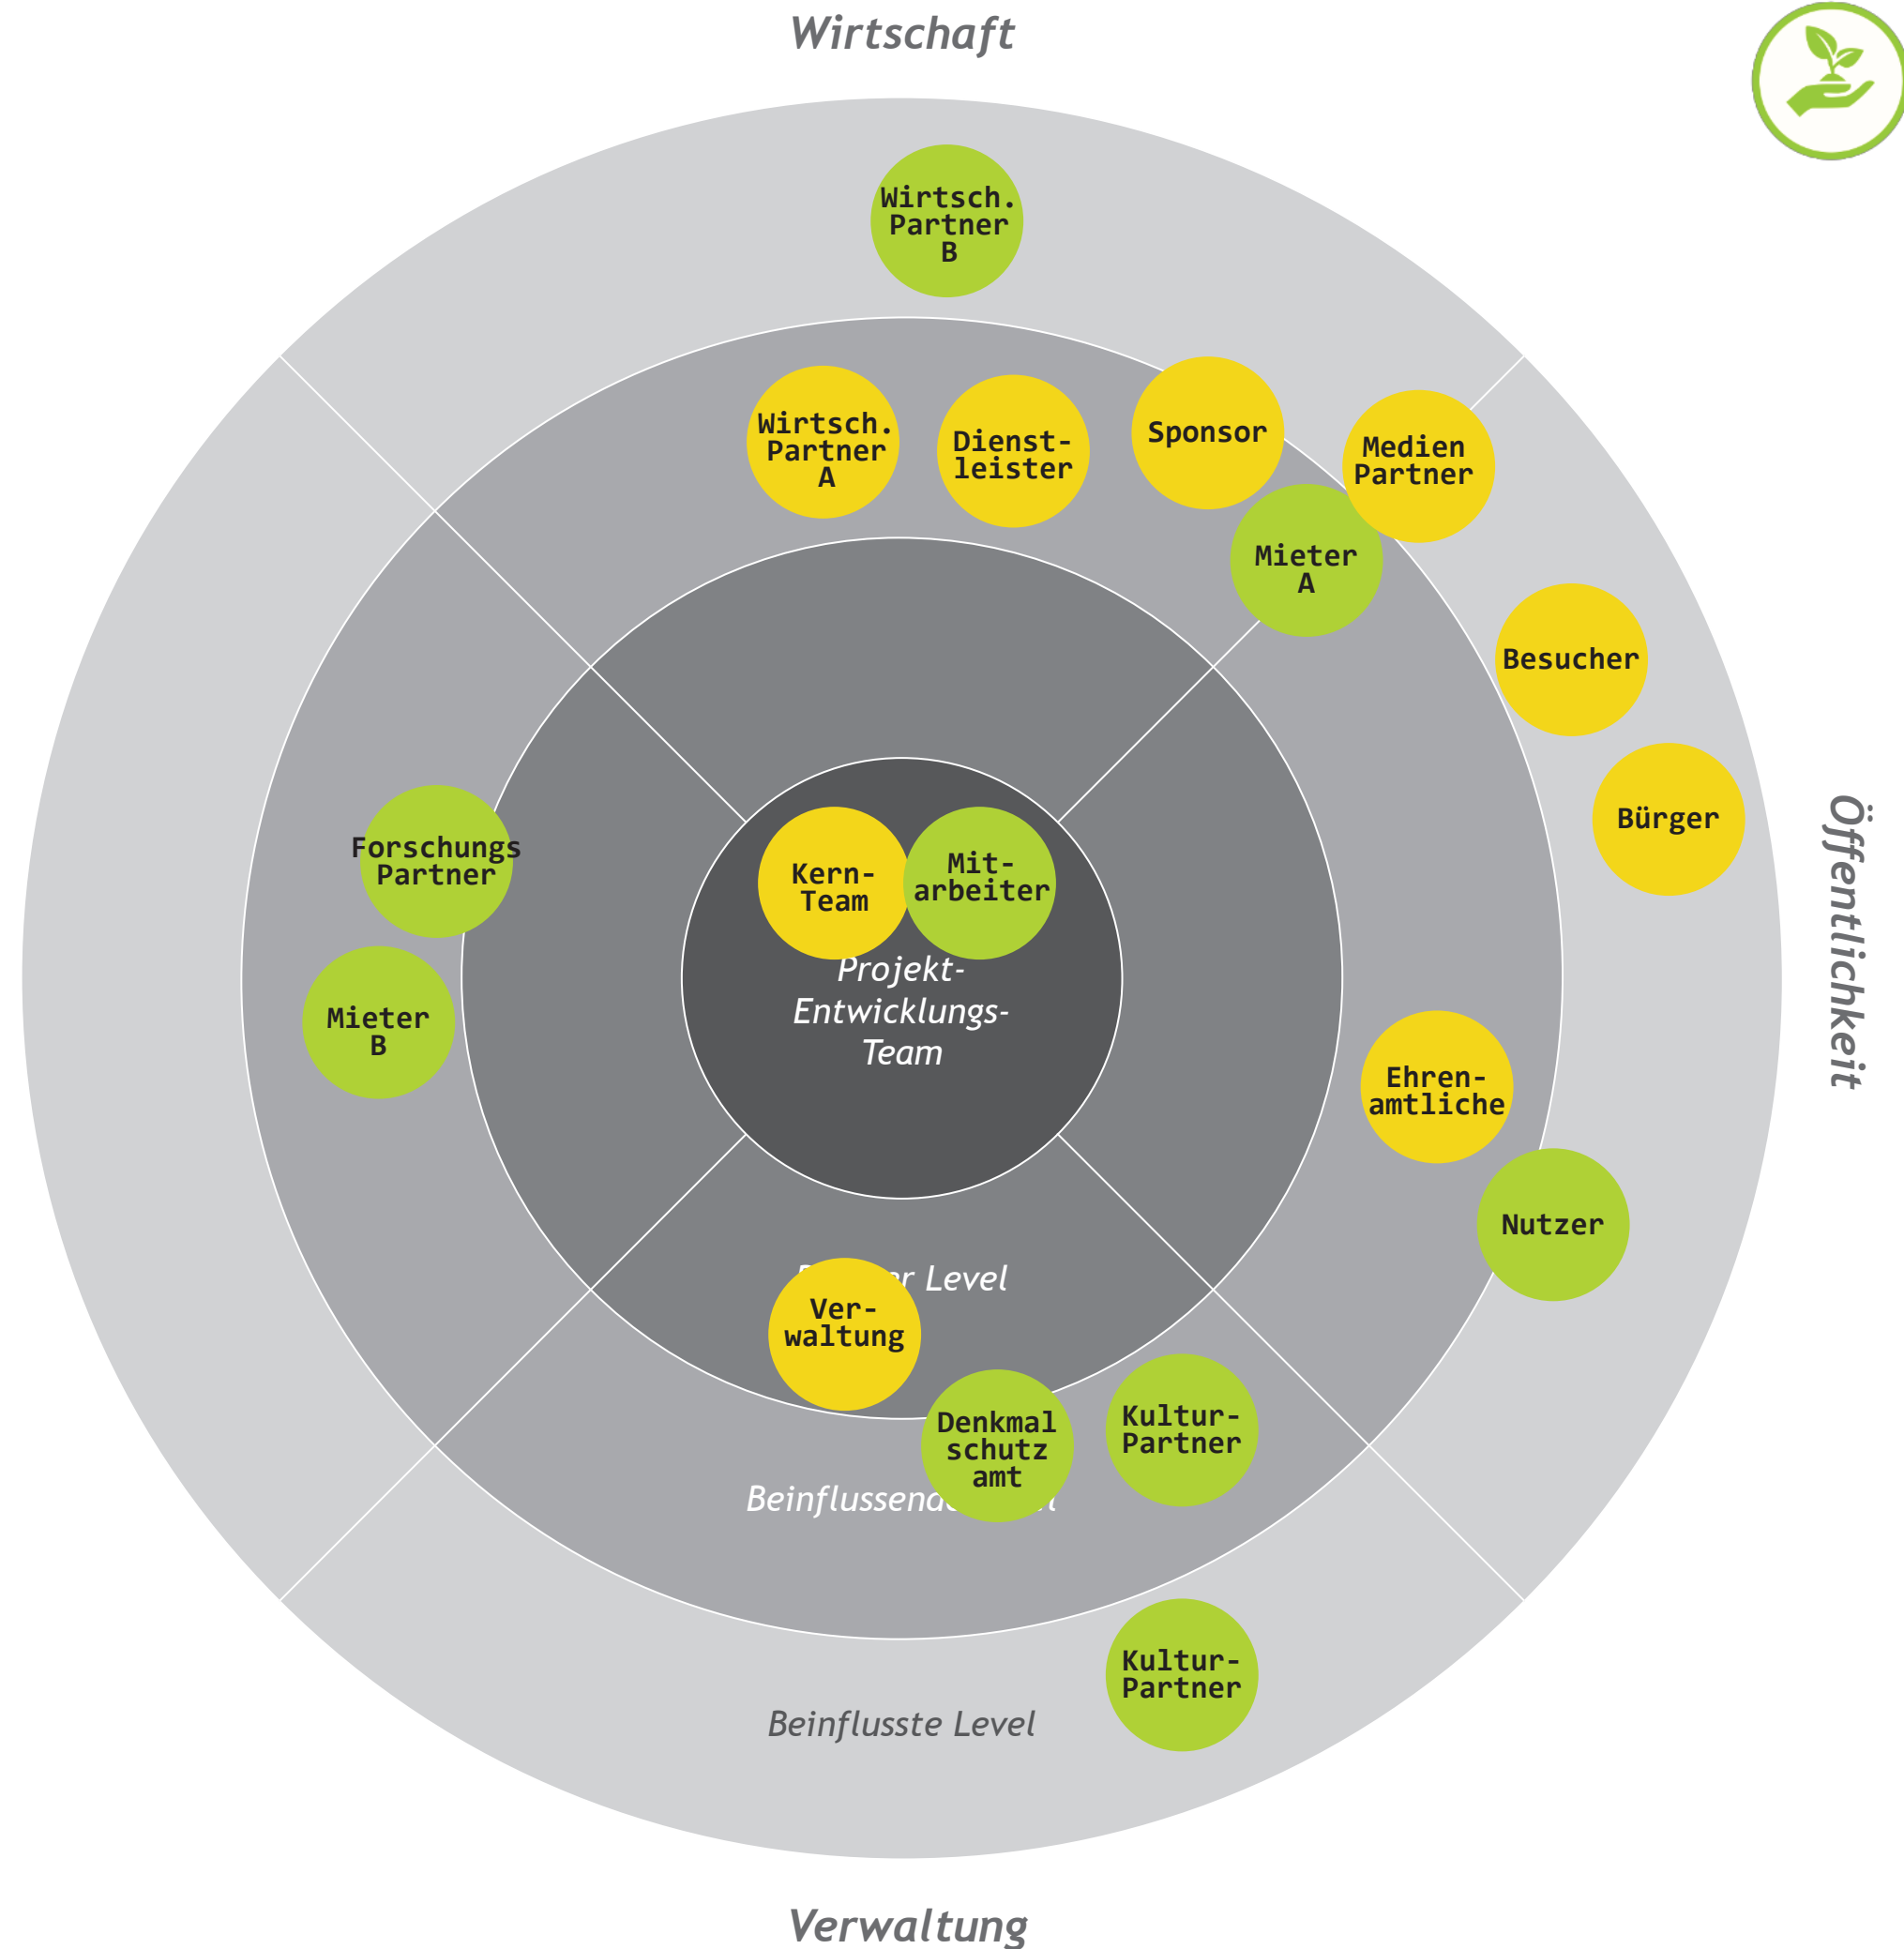 Wirtschaft
Wirtsch.
Partner
B
Wirtsch.
Partner
A
Dienst-
leister
Sponsor
Medien
Partner
Mieter
A
Besucher
Bürger
Öffentlichkeit
Forschungs
Partner
Mieter
B
Kern-
Team
Mit-
arbeiter
Projekt-
Entwicklungs-
Team
Ehren-
amtliche
Nutzer
Level
Ver-
waltung
Denkmal
schutz
amt
Kultur-
Partner
Kultur-
Partner
Beinflusste Level
Verwaltung